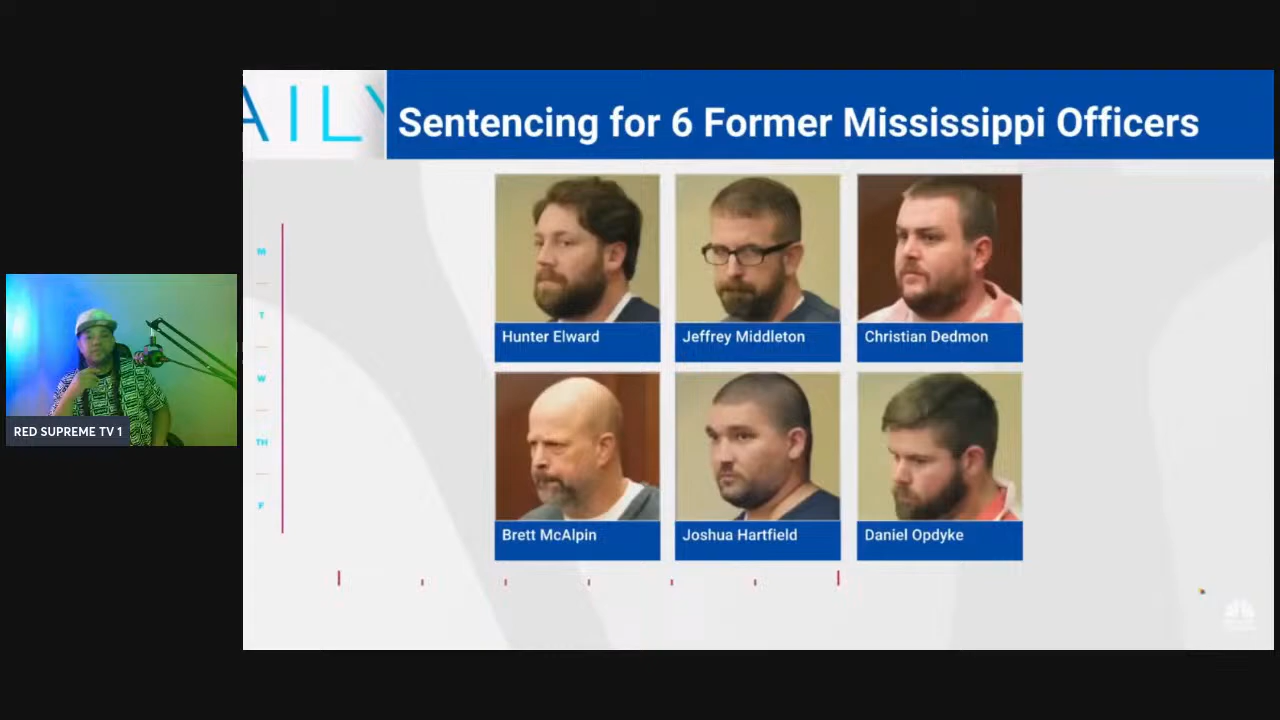 AILY
Sentencing for 6 Former Mississippi Officers
M
T
W
TH
F
Hunter Elward
Jeffrey Middleton
Christian Dedmon
Brett McAlpin
Joshua Hartfield
Daniel Opdyke
RED SUPREME TV 1